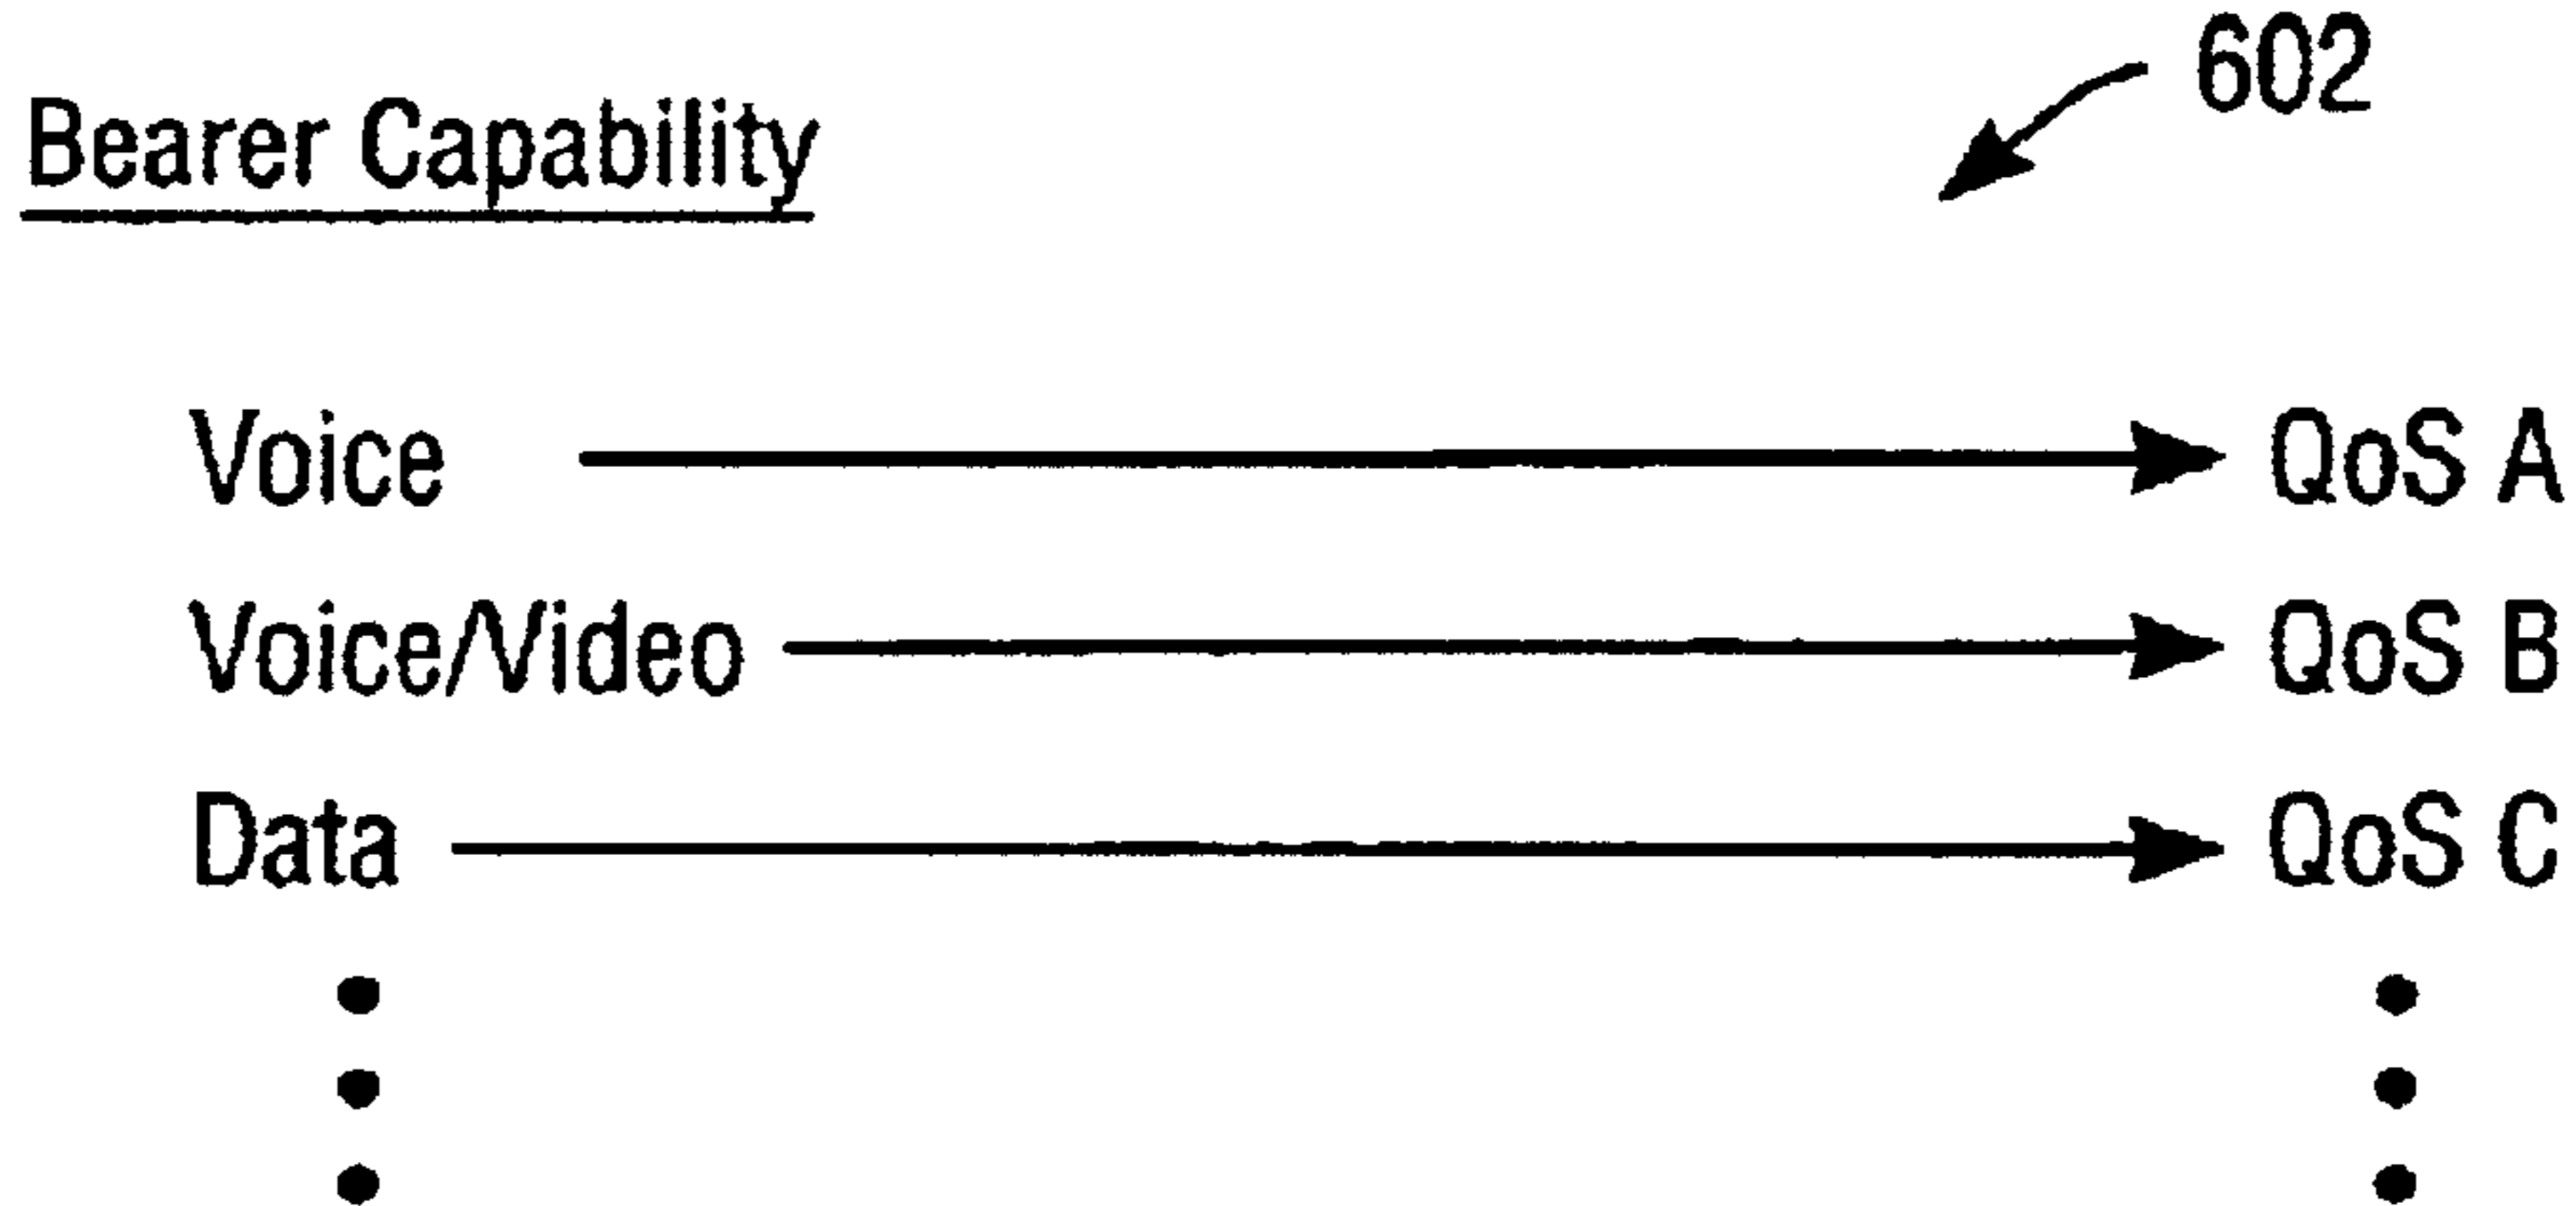 602
Bearer Capability
Voice QoS A
Voice/Video QoS B
Data QoS C